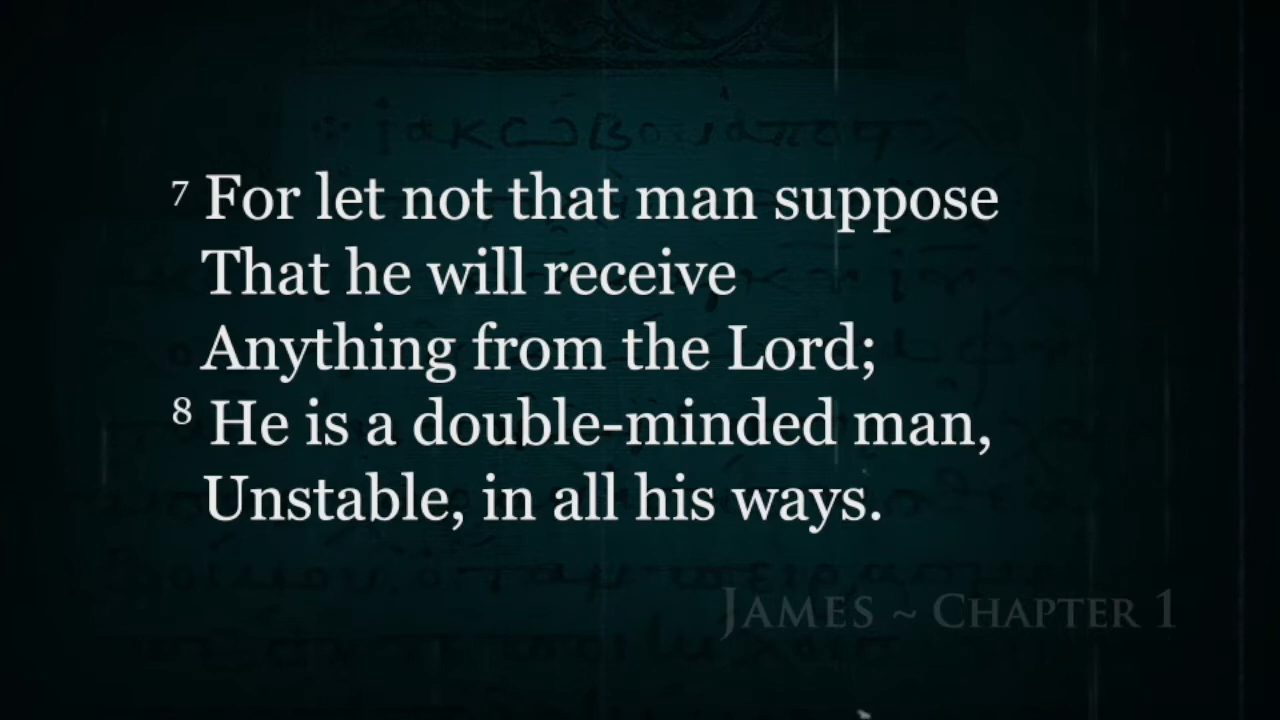 7 For let not that man suppose
That he will receive
Anything from the Lord;
8 He is a double-minded man,
Unstable, in all his ways.
James ~ Chapter 1